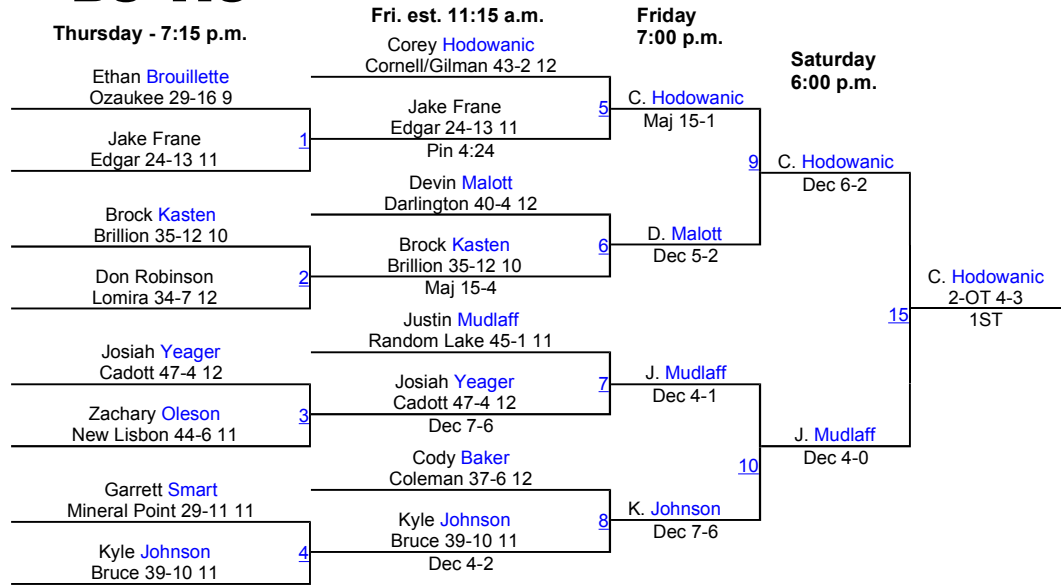 Thursday - 7:15 p.m.
Fri. est. 11:15 a.m.
Friday
7:00 p.m.
Saturday
6:00 p.m.
Ethan Brouillette
Ozaukee 29-16 9
Jake Frane
Edgar 24-13 11
1
Brock Kasten
Brillion 35-12 10
Don Robinson
Lomira 34-7 12
2
Josiah Yeager
Cadott 47-4 12
Zachary Oleson
New Lisbon 44-6 11
3
Garrett Smart
Mineral Point 29-11 11
Kyle Johnson
Bruce 39-10 11
4
Corey Hodowanic
Cornell/Gilman 43-2 12
Jake Frane
Edgar 24-13 11
Pin 4:24
5
Devin Malott
Darlington 40-4 12
Brock Kasten
Brillion 35-12 10
Maj 15-4
6
Justin Mudlaff
Random Lake 45-1 11
Josiah Yeager
Cadott 47-4 12
Dec 7-6
7
Cody Baker
Coleman 37-6 12
Kyle Johnson
Bruce 39-10 11
Dec 4-2
8
C. Hodowanic
Maj 15-1
D. Malott
Dec 5-2
9
J. Mudlaff
Dec 4-1
K. Johnson
Dec 7-6
10
C. Hodowanic
Dec 6-2
J. Mudlaff
Dec 4-0
15
C. Hodowanic
2-OT 4-3
1ST